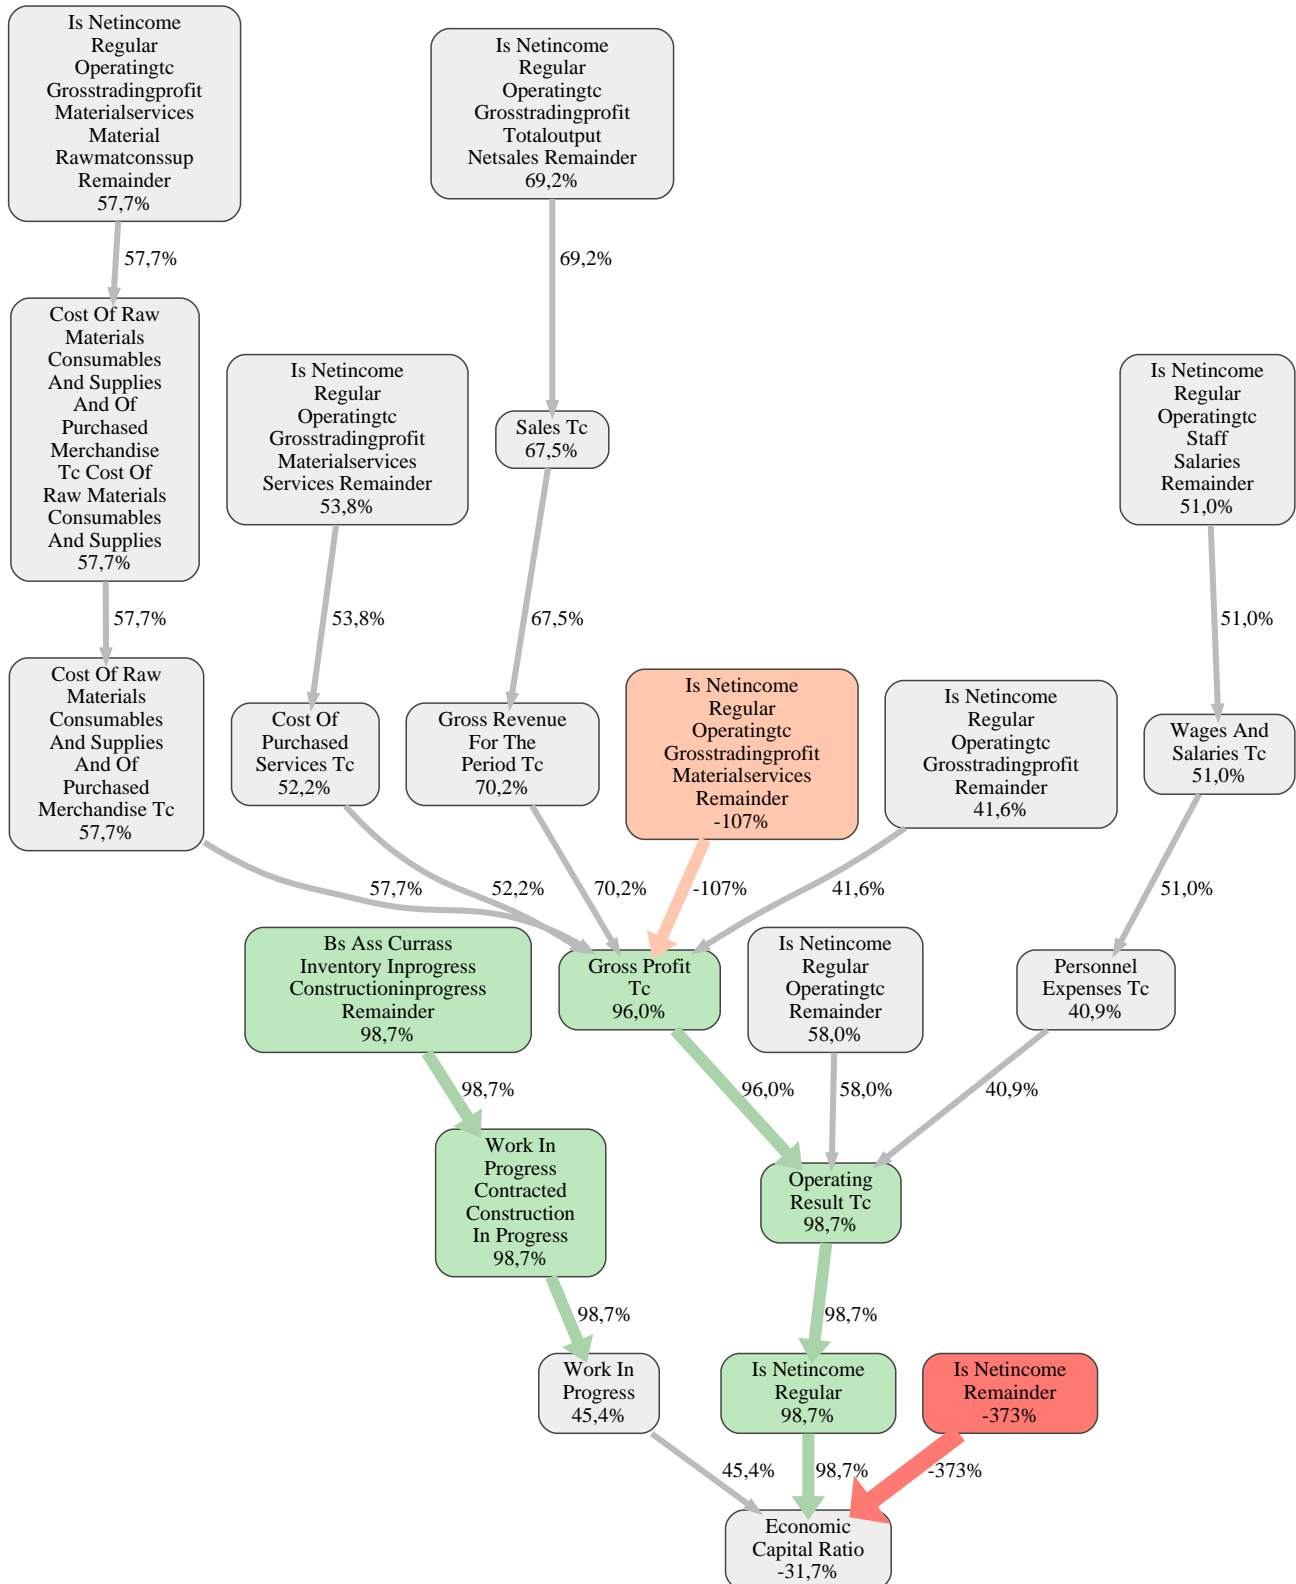 Is Netincome
Regular
Operatingtc
Grosstradingprofit
Materialservices
Material
Rawmatconssup
Remainder
57,7%
Is Netincome
Regular
Operatingtc
Grosstradingprofit
Totaloutput
Netsales Remainder
69,2%
57,7%
69,2%
Cost Of Raw
Materials
Consumables
And Supplies
And Of
Purchased
Merchandise
Tc Cost Of
Raw Materials
Consumables
And Supplies
57,7%
Is Netincome
Regular
Operatingtc
Grosstradingprofit
Materialservices
Services Remainder
53,8%
Sales Tc
67,5%
Is Netincome
Regular
Operatingtc
Staff
Salaries
Remainder
51,0%
57,7%
53,8%
67,5%
51,0%
Cost Of Raw
Materials
Consumables
And Supplies
And Of
Purchased
Merchandise Tc
57,7%
Cost Of
Purchased
Services Tc
52,2%
Gross Revenue
For The
Period Tc
70,2%
Is Netincome
Regular
Operatingtc
Grosstradingprofit
Materialservices
Remainder
-107%
Is Netincome
Regular
Operatingtc
Grosstradingprofit
Remainder
41,6%
Wages And
Salaries Tc
51,0%
57,7%
52,2%
70,2%
-107%
41,6%
51,0%
Bs Ass Currass
Inventory Inprogress
Constructioninprogress
Remainder
98,7%
Gross Profit
Tc
96,0%
Is Netincome
Regular
Operatingtc
Remainder
58,0%
Personnel
Expenses Tc
40,9%
98,7%
96,0%
58,0%
40,9%
Work In
Progress
Contracted
Construction
In Progress
98,7%
Operating
Result Tc
98,7%
98,7%
98,7%
Work In
Progress
45,4%
Is Netincome
Regular
98,7%
Is Netincome
Remainder
-373%
45,4%
98,7%
-373%
Economic
Capital Ratio
-31,7%